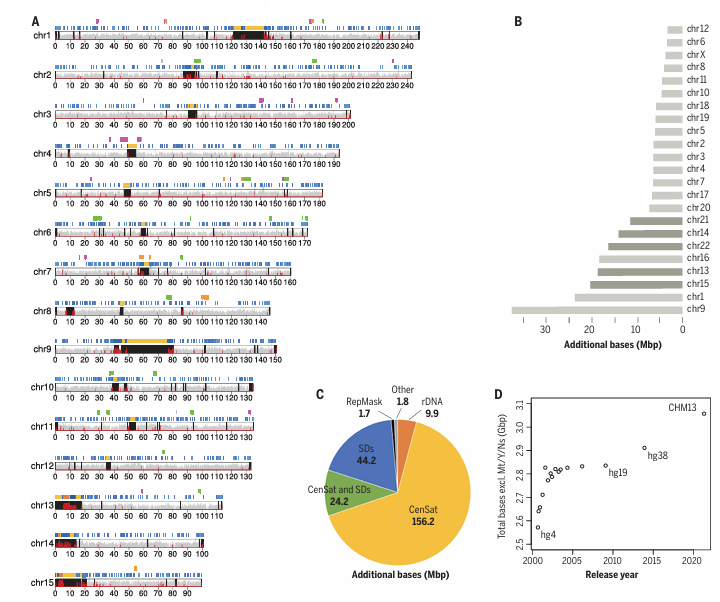 A
chr1
0 10 20 30 40 50 60 70 80 90 100 110 120 130 140 150 160 170 180 190 200 210 220 230 240
chr2
0 10 20 30 40 50 60 70 80 90 100 110 120 130 140 150 160 170 180 190 200 210 220 230 240
chr3
0 10 20 30 40 50 60 70 80 90 100 110 120 130 140 150 160 170 180 190 200
chr4
0 10 20 30 40 50 60 70 80 90 100 110 120 130 140 150 160 170 180 190
chr5
0 10 20 30 40 50 60 70 80 90 100 110 120 130 140 150 160 170 180
chr6
0 10 20 30 40 50 60 70 80 90 100 110 120 130 140 150 160 170
chr7
0 10 20 30 40 50 60 70 80 90 100 110 120 130 140 150 160
chr8
0 10 20 30 40 50 60 70 80 90 100 110 120 130 140
chr9
0 10 20 30 40 50 60 70 80 90 100 110 120 130 140 150
chr10
0 10 20 30 40 50 60 70 80 90 100 110 120 130
chr11
0 10 20 30 40 50 60 70 80 90 100 110 120 130
chr12
0 10 20 30 40 50 60 70 80 90 100 110 120 130
chr13
0 10 20 30 40 50 60 70 80 90 100 110
chr14
0 10 20 30 40 50 60 70 80 90 100
chr15
0 10 20 30 40 50 60 70 80 90
B
chr12
chr6
chrX
chr8
chr11
chr10
chr18
chr19
chr5
chr2
chr3
chr4
chr7
chr17
chr20
chr21
chr14
chr22
chr16
chr13
chr15
chr1
chr9
30 20 10 0
Additional bases (Mbp)
C
Other
1.8
RepMask
1.7
rDNA
9.9
SDs
44.2
CenSat and SDs
24.2
CenSat
156.2
Additional bases (Mbp)
D
Total bases excl. Mt/Y/Ns (Gbp)
3.1
3.0
2.9
2.8
2.7
2.6
2.5
CHM13
hg38
hg19
hg4
2000 2005 2010 2015 2020
Release year